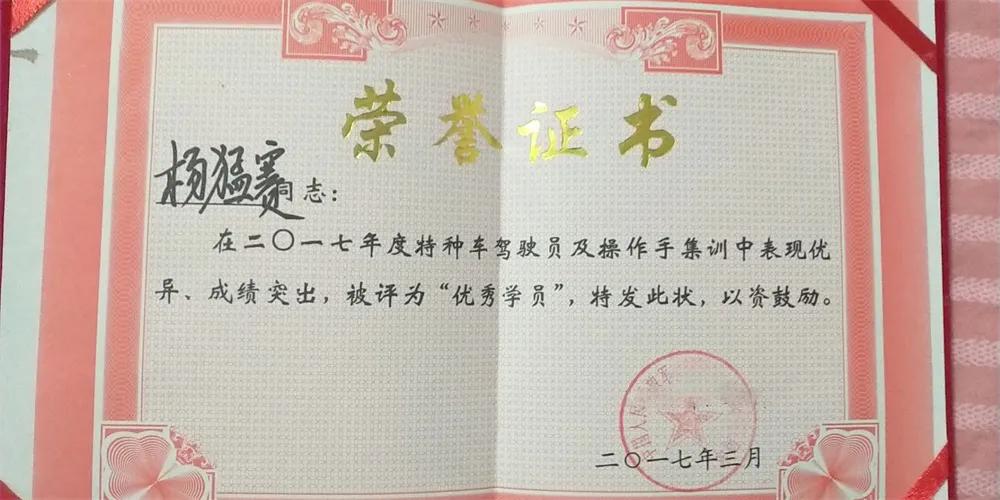 荣誉证书
杨猛赛同志：
在二〇一七年度特种车驾驶员及操作手集训中表现优
异、成绩突出，被评为“优秀学员”，特发此状，以资鼓励。
二〇一七年三月